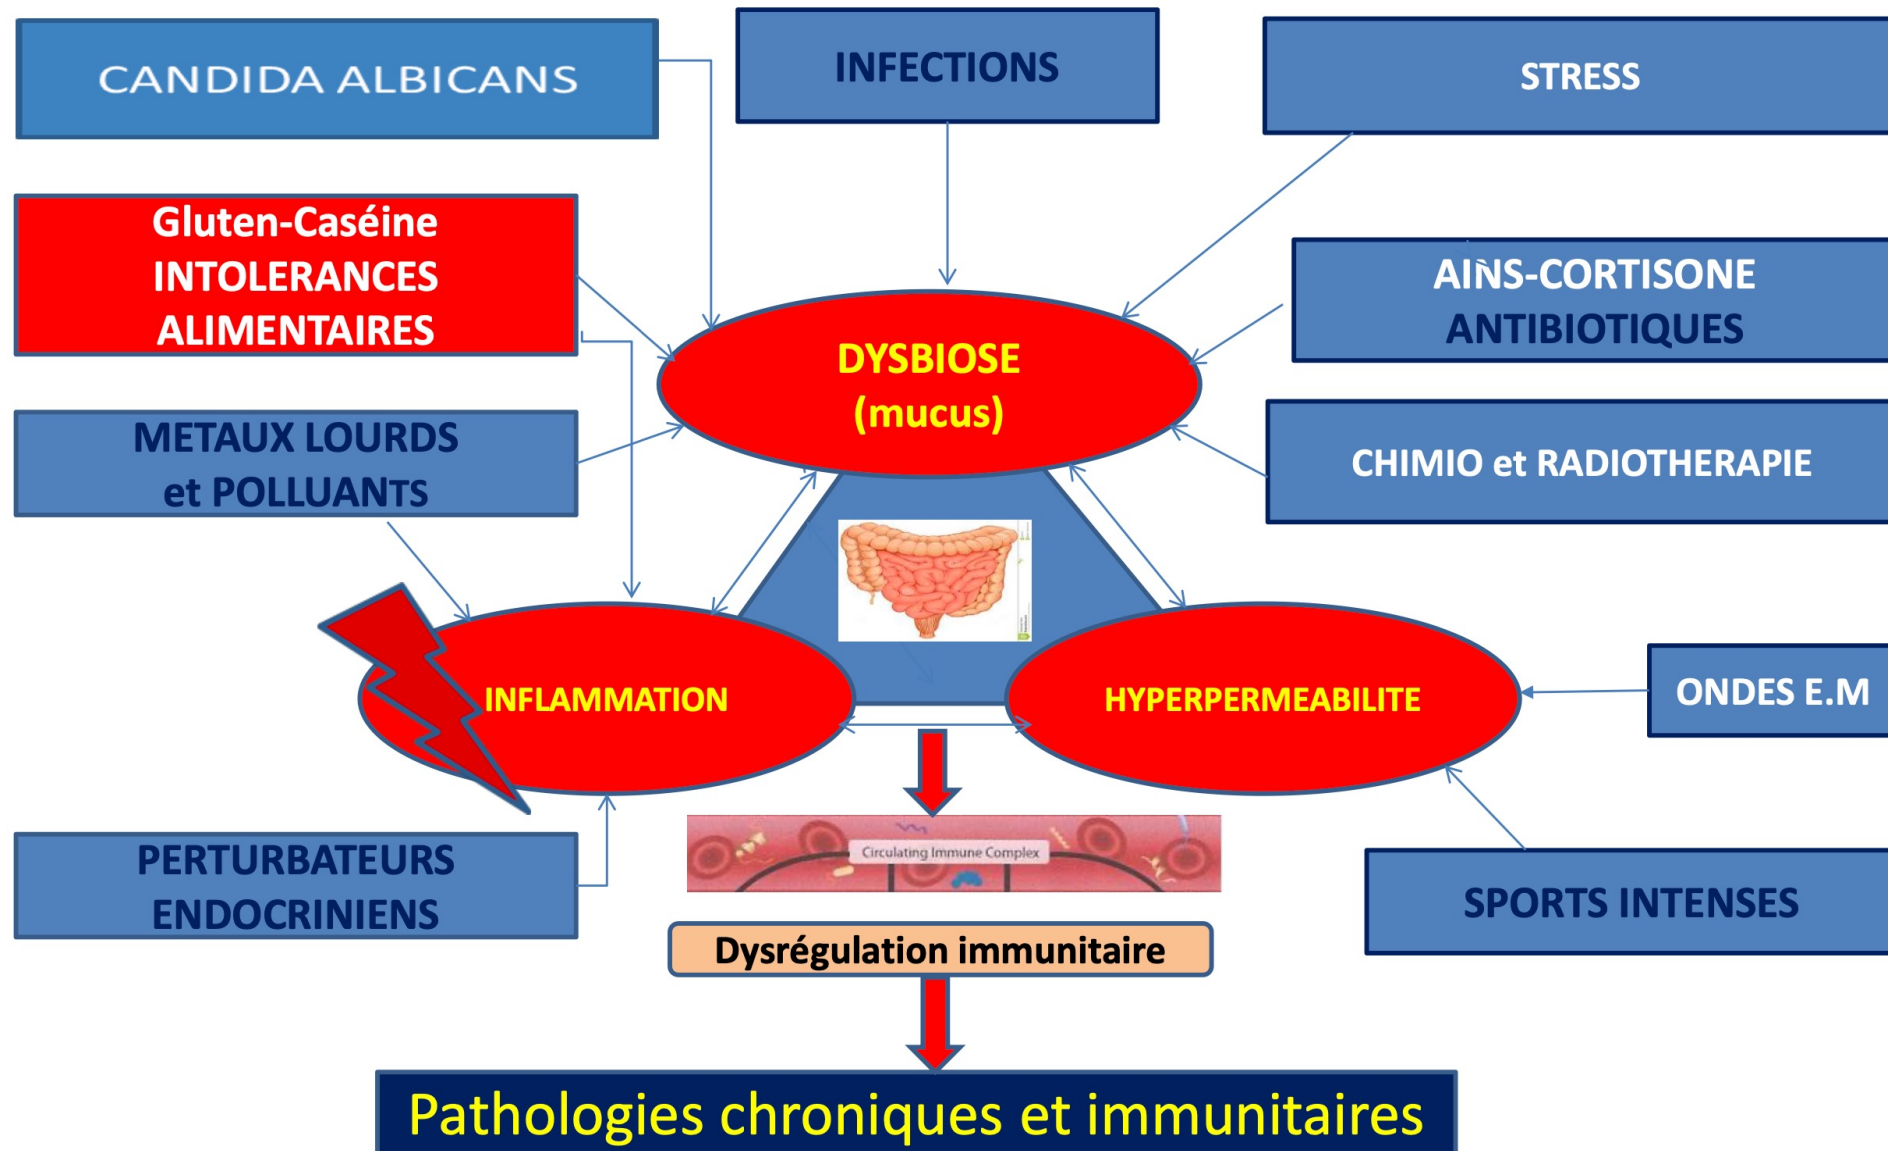 CANDIDA ALBICANS
INFECTIONS
STRESS
Gluten-Caséine
INTOLERANCES
ALIMENTAIRES
AINS-CORTISONE
ANTIBIOTIQUES
DYSBIOSE
(mucus)
METAUX LOURDS
et POLLUANTS
CHIMIO et RADIOTHERAPIE
INFLAMMATION
HYPERPERMEABILITE
ONDES E.M
PERTURBATEURS
ENDOCRINIENS
Circulating Immune Complex
SPORTS INTENSES
Dysrégulation immunitaire
Pathologies chroniques et immunitaires